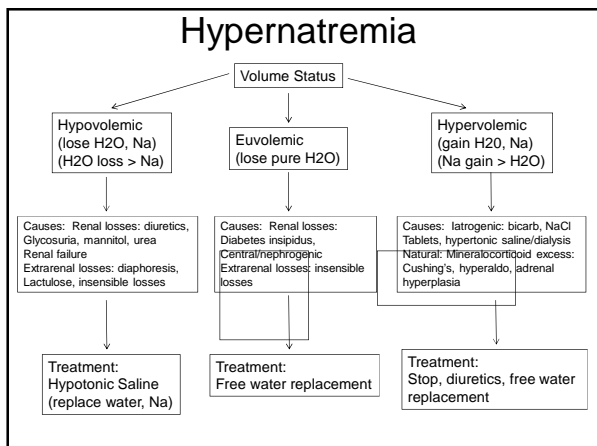 Hypernatremia
Volume Status
Hypovolemic
(lose H2O, Na)
(H2O loss > Na)
Euvolemic
(lose pure H2O)
Hypervolemic
(gain H20, Na)
(Na gain > H2O)
Causes: Renal losses: diuretics,
Glycosuria, mannitol, urea
Renal failure
Extrarenal losses: diaphoresis,
Lactulose, insensible losses
Causes: Renal losses:
Diabetes insipidus,
Central/nephrogenic
Extrarenal losses: insensible
losses
Causes: Iatrogenic: bicarb, NaCl
Tablets, hypertonic saline/dialysis
Natural: Mineralocorticoid excess:
Cushing's, hyperaldo, adrenal
hyperplasia
Treatment:
Hypotonic Saline
(replace water, Na)
Treatment:
Free water replacement
Treatment:
Stop, diuretics, free water
replacement